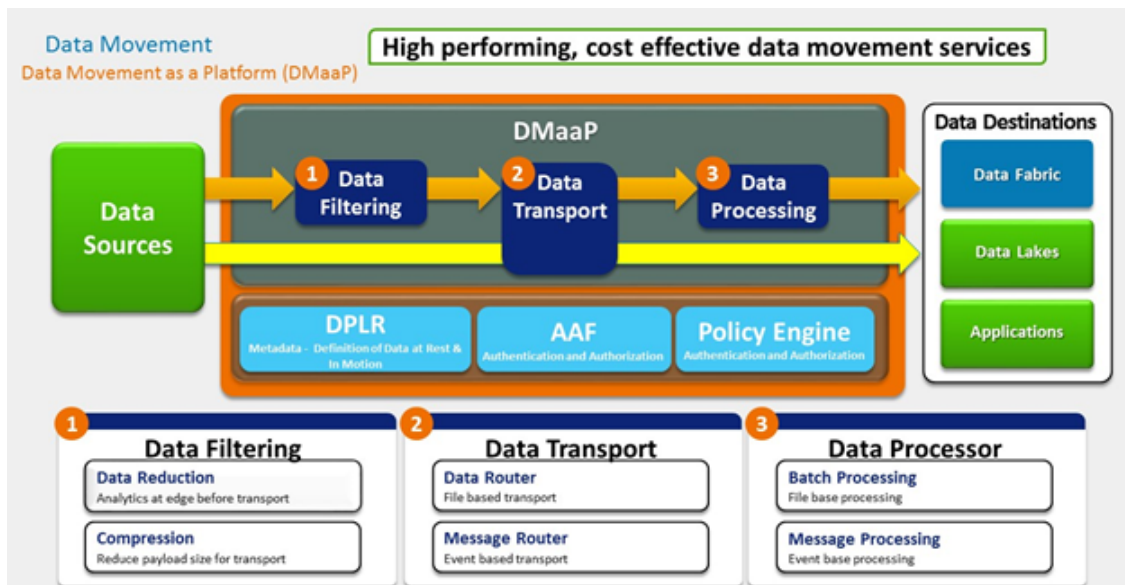 Data Movement
Data Movement as a Platform (DMaaP)
High performing, cost effective data movement services
DMaaP
Data
Sources
1
Data
Filtering
2
Data
Transport
3
Data
Processing
Data Destinations
Data Fabric
Data Lakes
Applications
DPLR
Metadata - Definition of Data at Rest &
In Motion
AAF
Authentication and Authorization
Policy Engine
Authentication and Authorization
1
Data Filtering
Data Reduction
Analytics at edge before transport
Compression
Reduce payload size for transport
2
Data Transport
Data Router
File based transport
Message Router
Event based transport
3
Data Processor
Batch Processing
File base processing
Message Processing
Event base processing